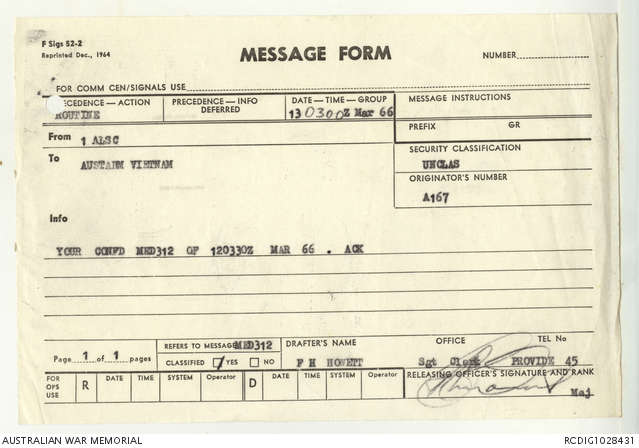 F Sigs 52-2
Reprinted Dec., 1964
MESSAGE FORM
NUMBER
FOR COMM CEN/SIGNALS USE
ECEDENCE — ACTION
ROUTINE
PRECEDENCE — INFO
DEFERRED
DATE — TIME — GROUP
130300Z Mar 66
MESSAGE INSTRUCTIONS
PREFIX GR
From 1 ALSC
To AUSTARM VIETNAM
SECURITY CLASSIFICATION
UNCLAS
ORIGINATOR'S NUMBER
A167
Info
YOUR CONFD MED312 OF 120330Z MAR 66 . ACK
Page 1 of 1 pages
REFERS TO MESSAGE MED312
CLASSIFIED YES NO
DRAFTER'S NAME
F H HOWETT
OFFICE TEL No
Sgt Clerk PROVIDE 45
FOR OPS USE
R DATE TIME SYSTEM Operator
D DATE TIME SYSTEM Operator
RELEASING OFFICER'S SIGNATURE AND RANK
Maj
AUSTRALIAN WAR MEMORIAL
RCDIG1028431